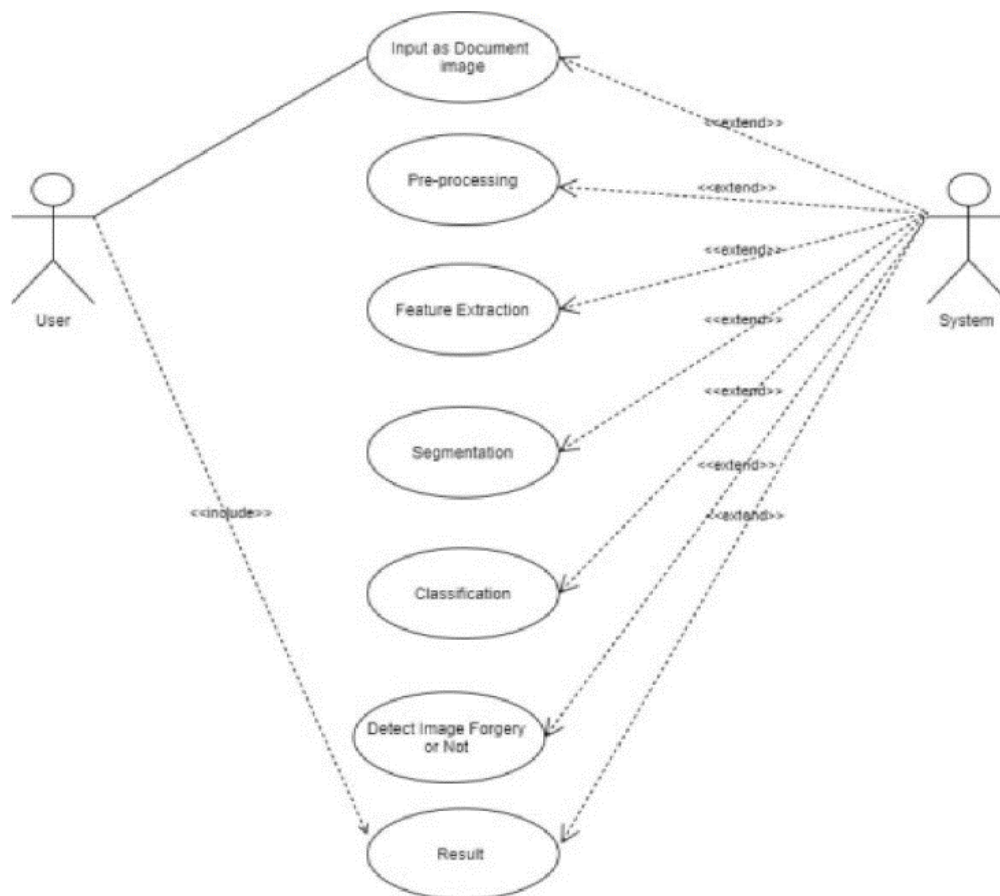 Input as Document
image
<<extend>>
Pre-processing
<<extend>>
<<extend>>
Feature Extraction
User
System
<<extend>>
<<extend>>
Segmentation
<<extend>>
<<include>>
<<extend>>
Classification
Detect Image Forgery
or Not
Result